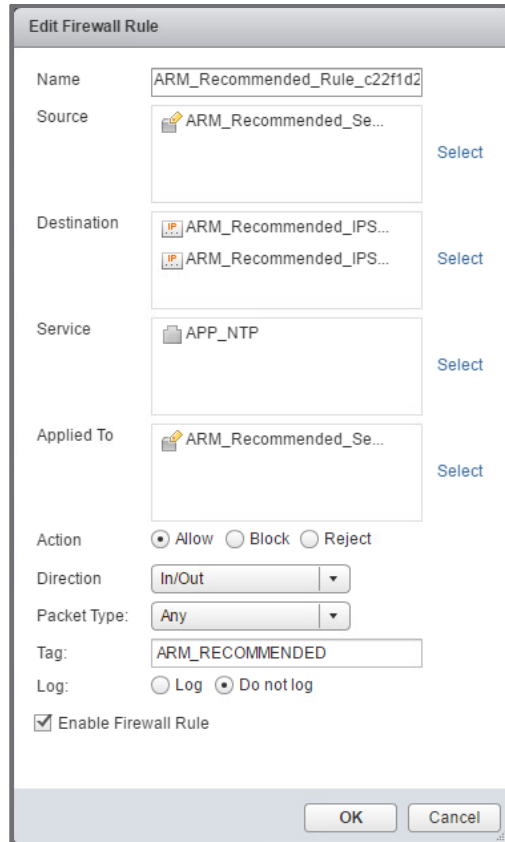 Edit Firewall Rule
Name ARM_Recommended_Rule_c22f1d2
Source ARM_Recommended_Se...
Select
Destination IP ARM_Recommended_IPS...
IP ARM_Recommended_IPS...
Select
Service APP_NTP
Select
Applied To ARM_Recommended_Se...
Select
Action Allow Block Reject
Direction In/Out
Packet Type: Any
Tag: ARM_RECOMMENDED
Log: Log Do not log
Enable Firewall Rule
OK Cancel